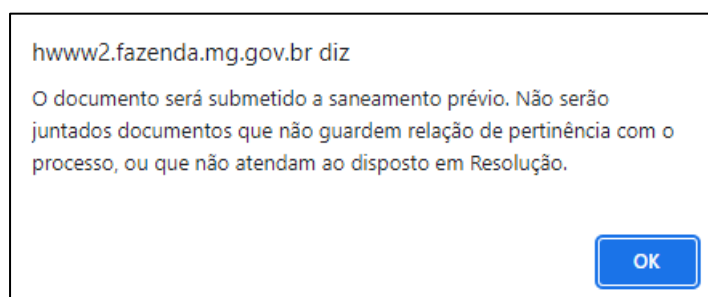 hwww2.fazenda.mg.gov.br diz
O documento será submetido a saneamento prévio. Não serão
juntados documentos que não guardem relação de pertinência com o
processo, ou que não atendam ao disposto em Resolução.
OK